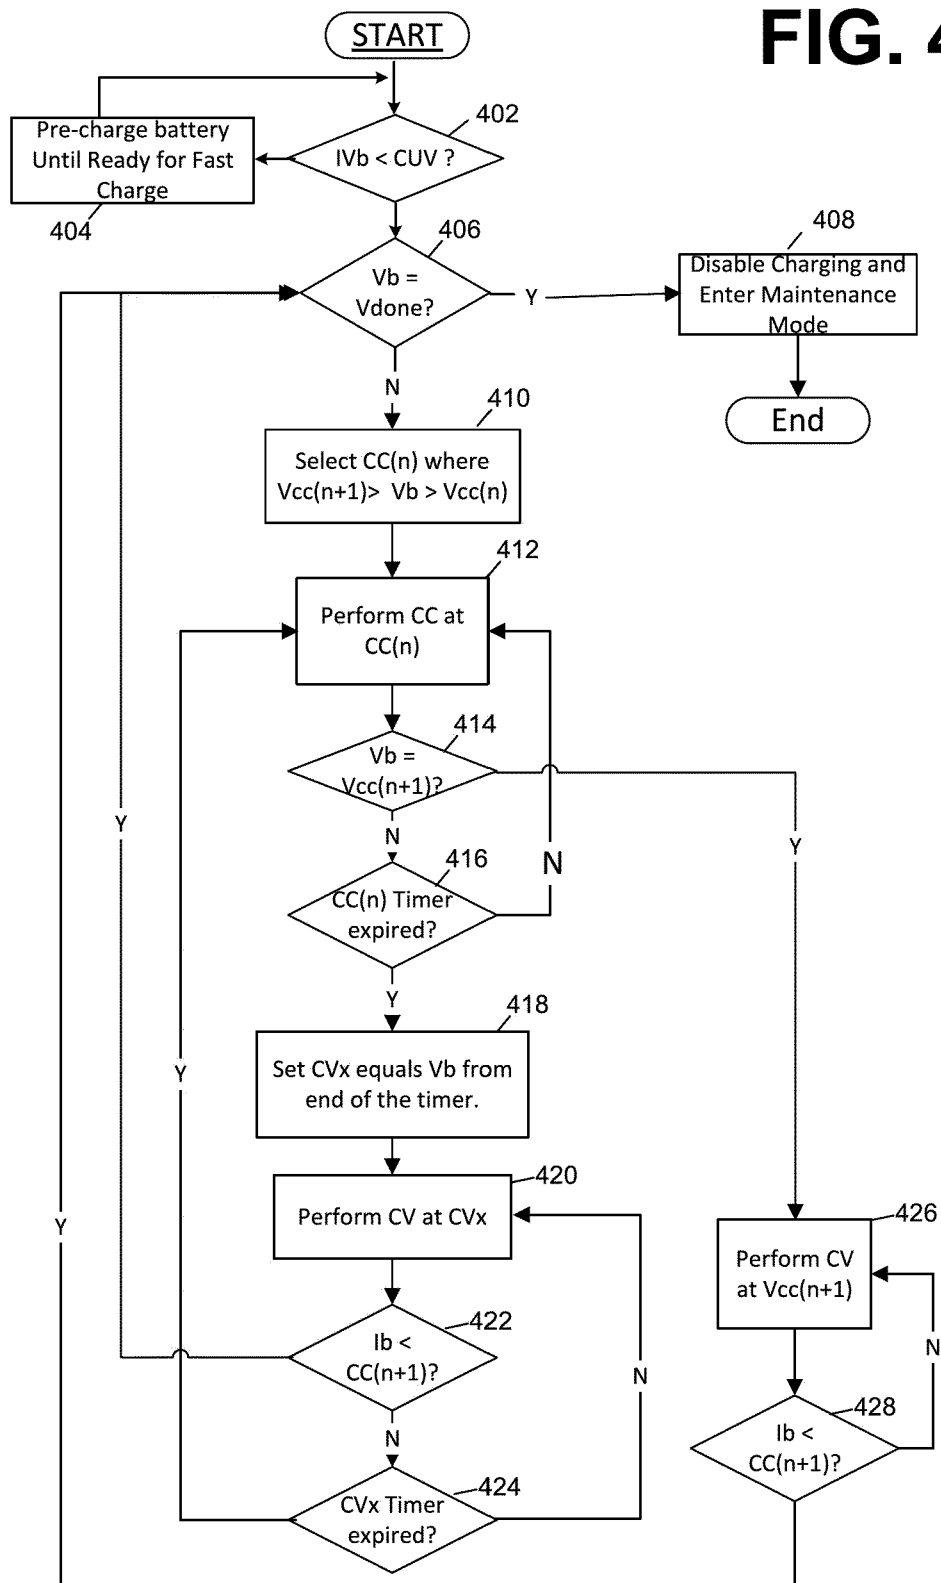 FIG. 4
START
402
IVb < CUV ?
Pre-charge battery
Until Ready for Fast
Charge
404
406
Vb =
Vdone?
Y
408
Disable Charging and
Enter Maintenance
Mode
End
N
410
Select CC(n) where
Vcc(n+1)> Vb > Vcc(n)
412
Perform CC at
CC(n)
414
Vb =
Vcc(n+1)?
Y
N
Y
416
CC(n) Timer
expired?
N
Y
418
Set CVx equals Vb from
end of the timer.
Y
420
Perform CV at CVx
Y
426
Perform CV
at Vcc(n+1)
422
Ib <
CC(n+1)?
N
N
N
428
Ib <
CC(n+1)?
424
CVx Timer
expired?